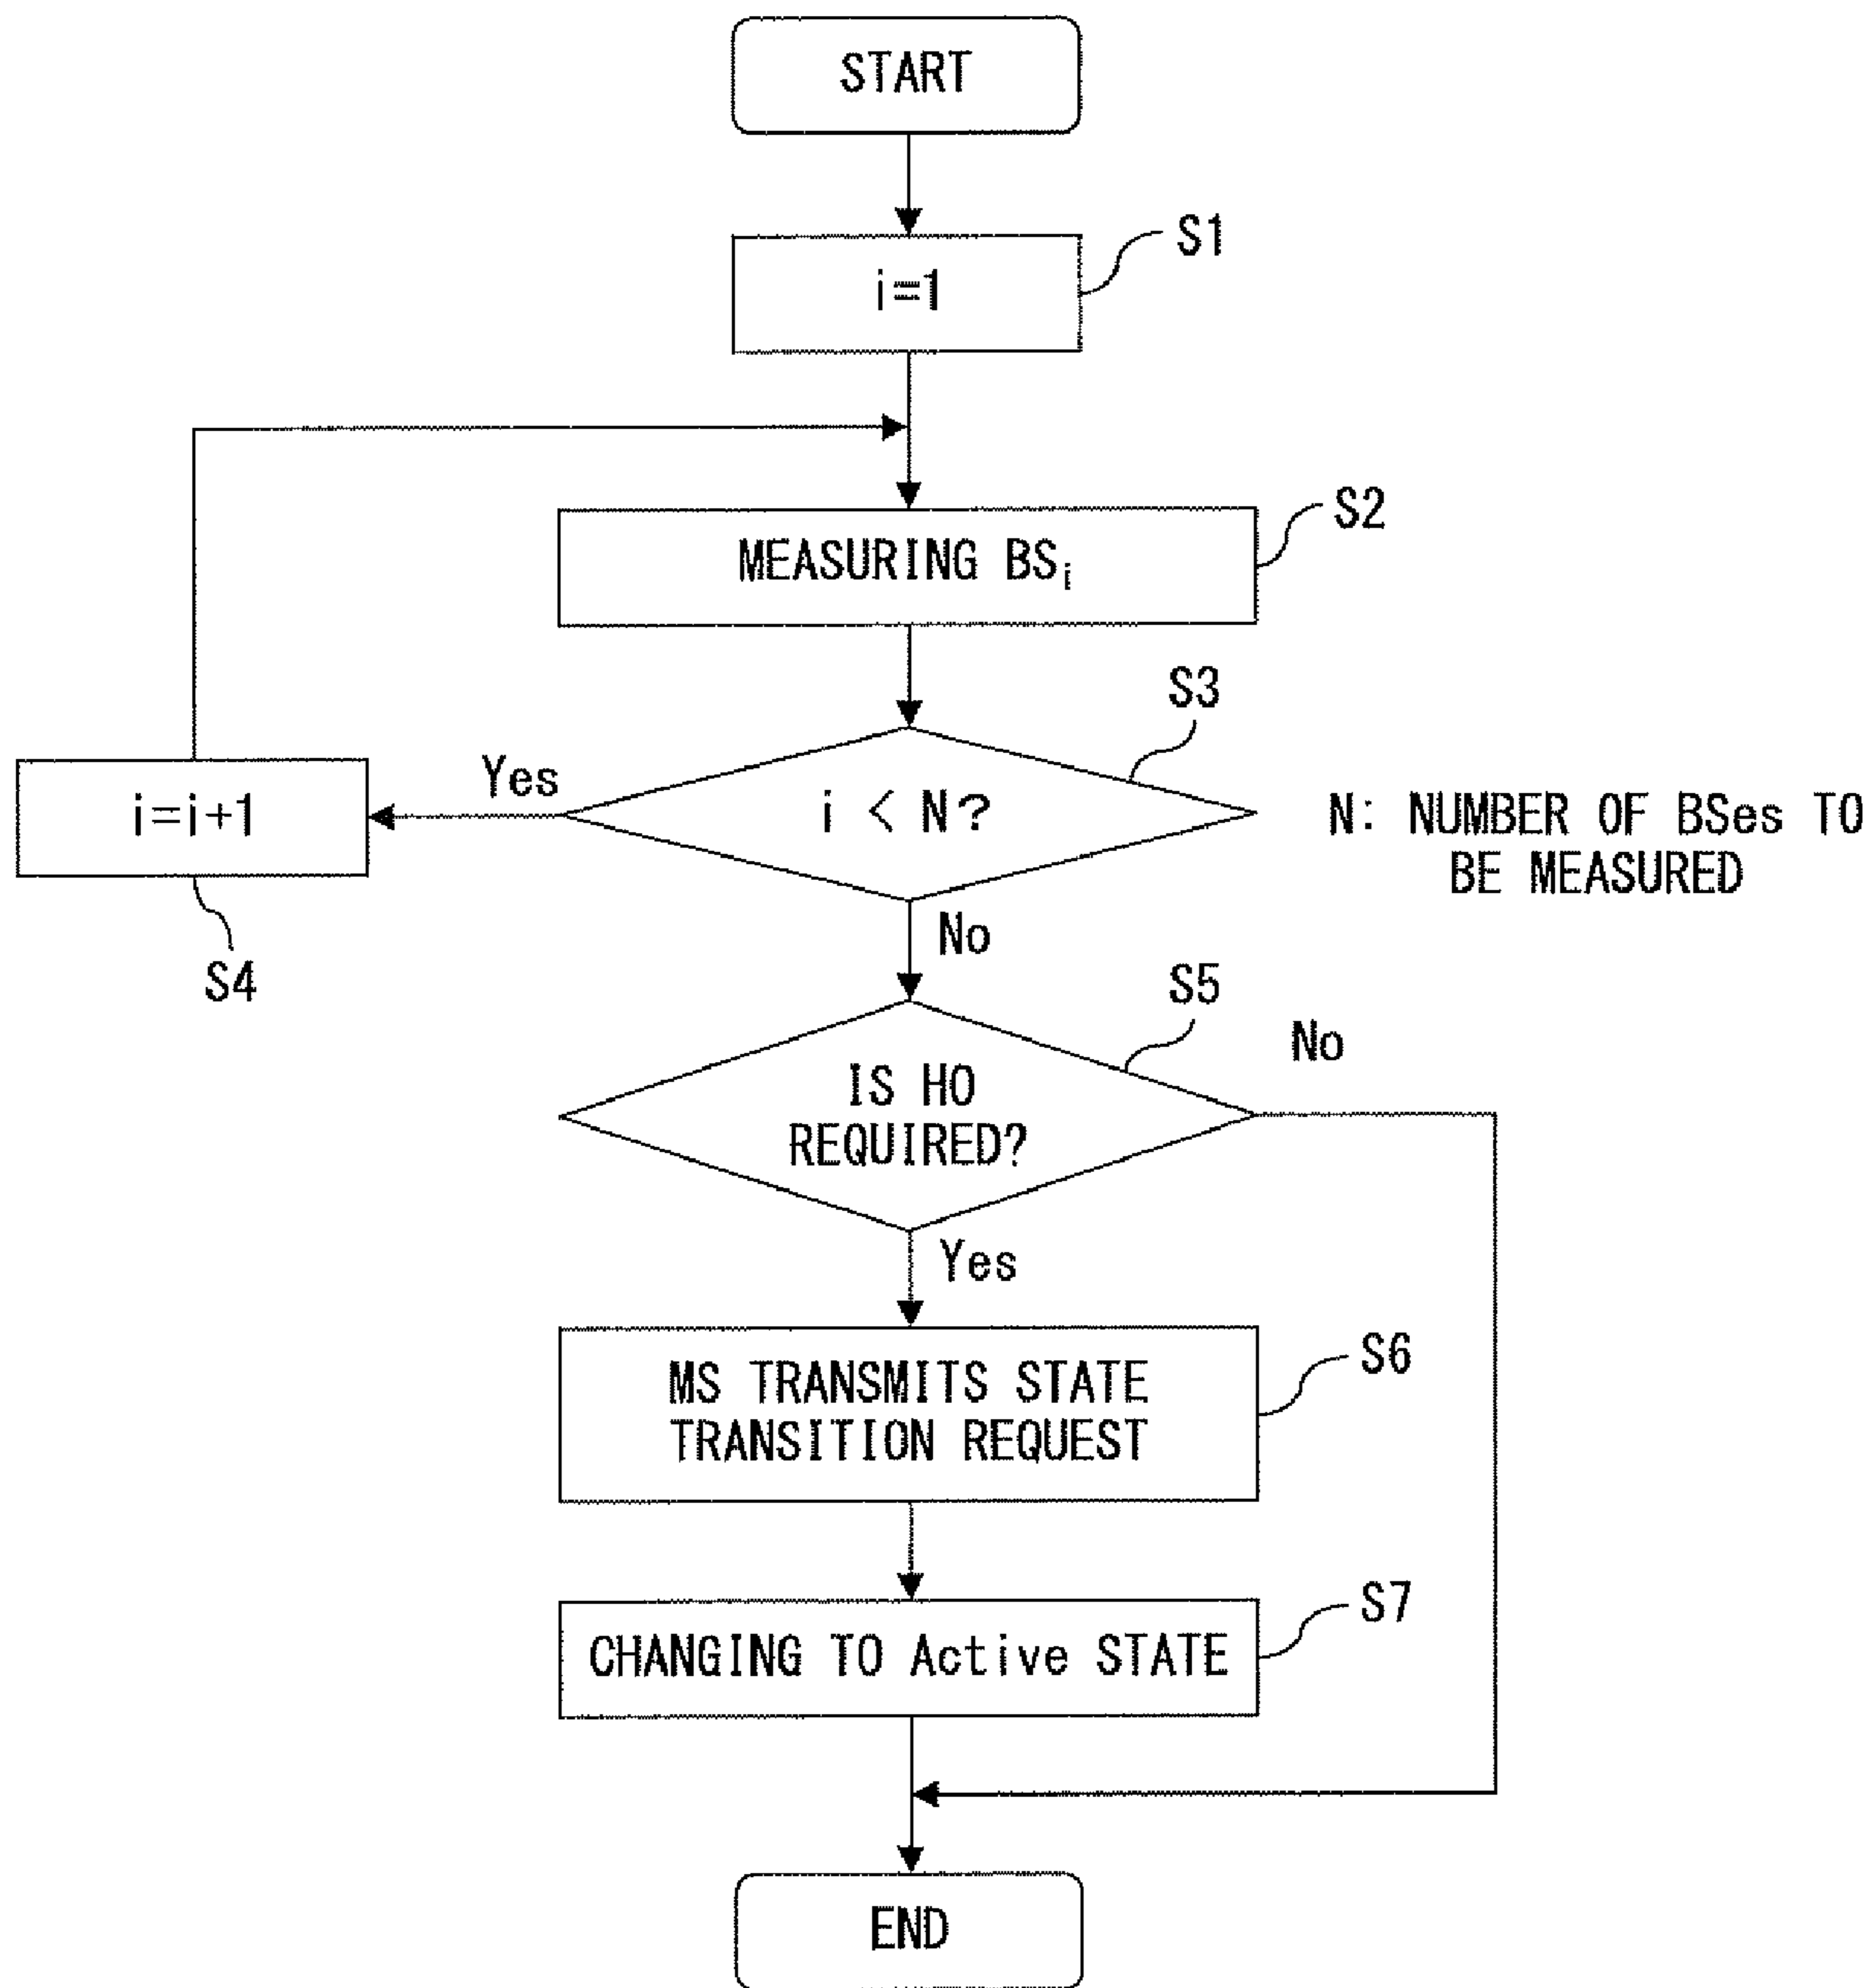 START
S1
i=1
S2
MEASURING BSi
S3
Yes
i=i+1
i < N?
N: NUMBER OF BSes TO
BE MEASURED
No
S4
S5
No
IS HO
REQUIRED?
Yes
S6
MS TRANSMITS STATE
TRANSITION REQUEST
S7
CHANGING TO Active STATE
END